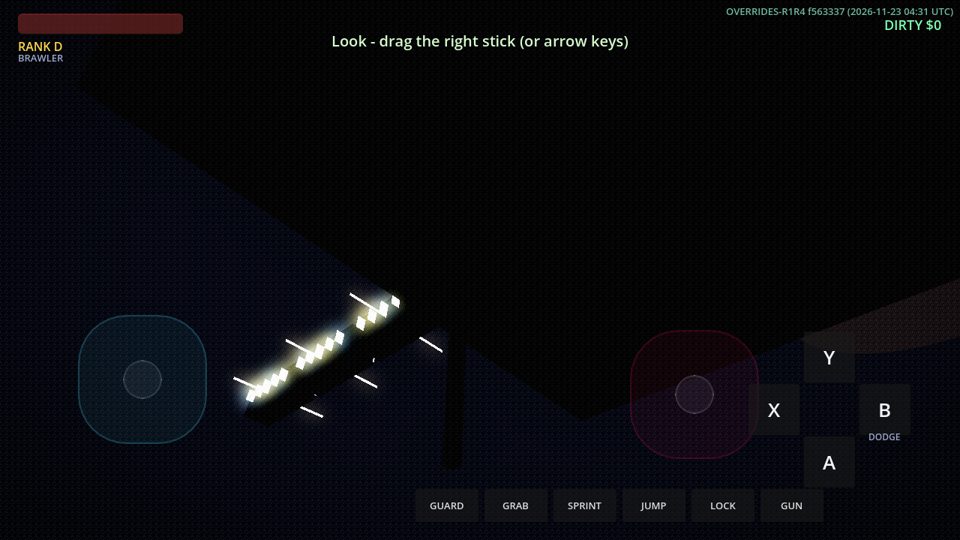 OVERRIDES-R1R4 f563337 (2026-11-23 04:31 UTC)
DIRTY $0
Look - drag the right stick (or arrow keys)
RANK D
BRAWLER
Y
X
B
DODGE
A
GUARD
GRAB
SPRINT
JUMP
LOCK
GUN